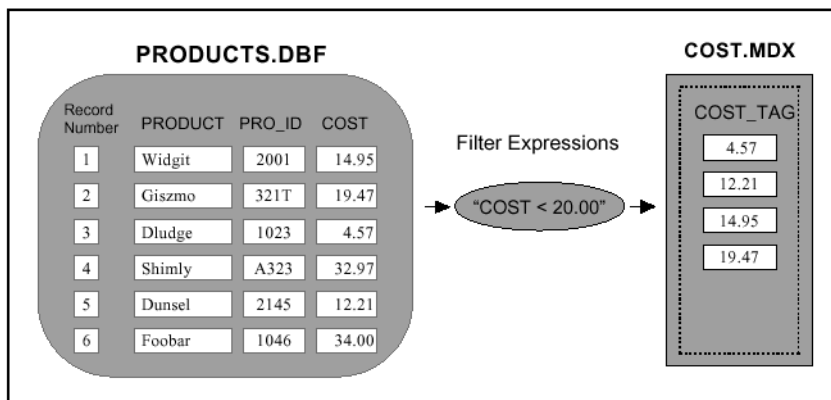 PRODUCTS.DBF
Record
Number PRODUCT PRO_ID COST
1 Widgit 2001 14.95
2 Giszmo 321T 19.47
3 Dludge 1023 4.57
4 Shimly A323 32.97
5 Dunsel 2145 12.21
6 Foobar 1046 34.00
Filter Expressions
“COST < 20.00”
COST.MDX
COST_TAG
4.57
12.21
14.95
19.47